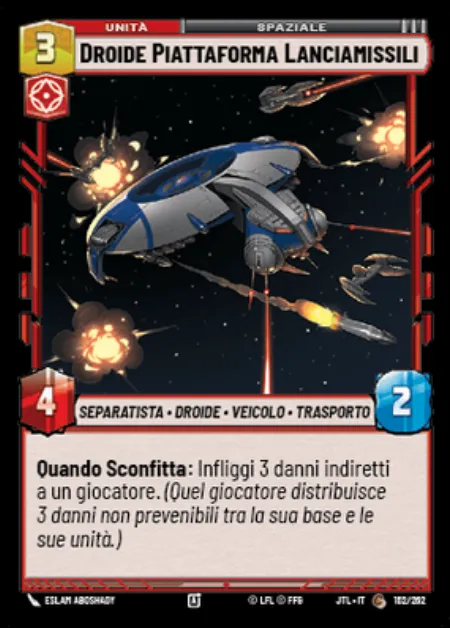 UNITÀ
SPAZIALE
3
DROIDE PIATTAFORMA LANCIAMISSILI
4
SEPARATISTA • DROIDE • VEICOLO • TRASPORTO
2
Quando Sconfitta: Infliggi 3 danni indiretti
a un giocatore. (Quel giocatore distribuisce
3 danni non prevenibili tra la sua base e le
sue unità.)
ESLAM ABOSHADY
© LFL © FFG
JTL • IT
C
162/262